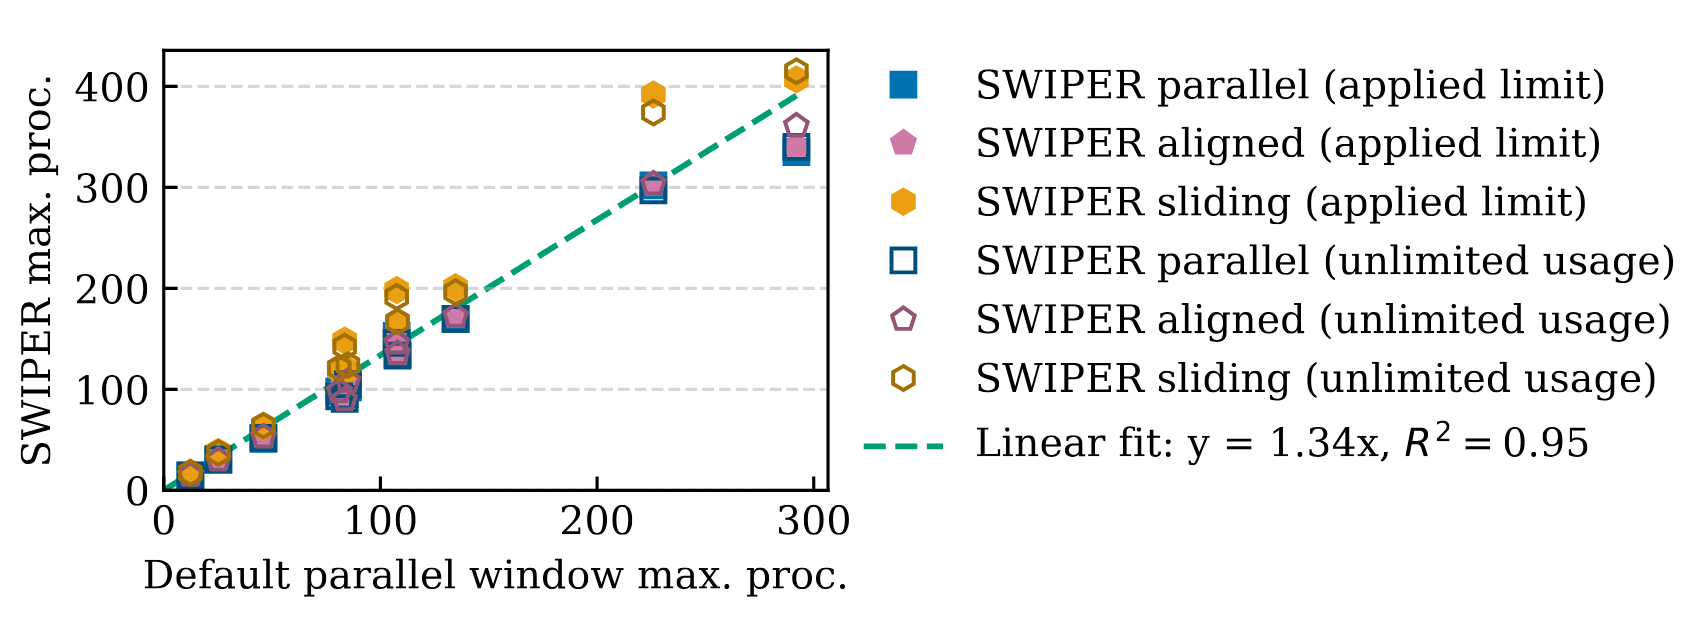 SWIPER max. proc.
400
300
200
100
0
0 100 200 300
Default parallel window max. proc.
SWIPER parallel (applied limit)
SWIPER aligned (applied limit)
SWIPER sliding (applied limit)
SWIPER parallel (unlimited usage)
SWIPER aligned (unlimited usage)
SWIPER sliding (unlimited usage)
Linear fit: y = 1.34x, R² = 0.95